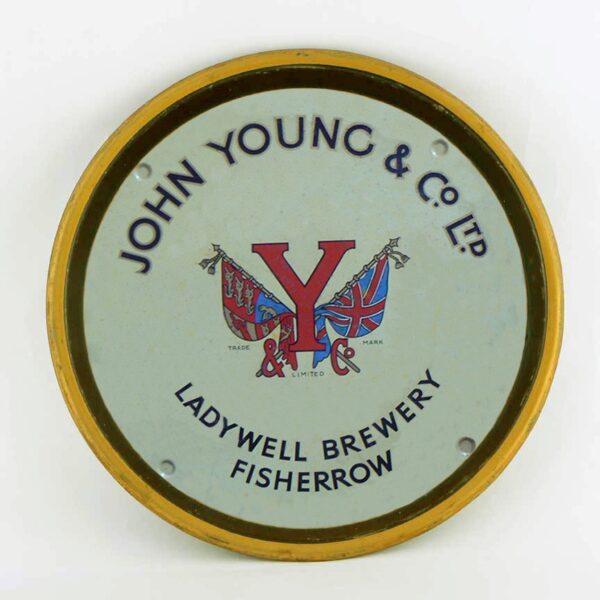 JOHN YOUNG & Co. LTD.
Y
TRADE MARK
& Co
LIMITED
LADYWELL BREWERY
FISHERROW